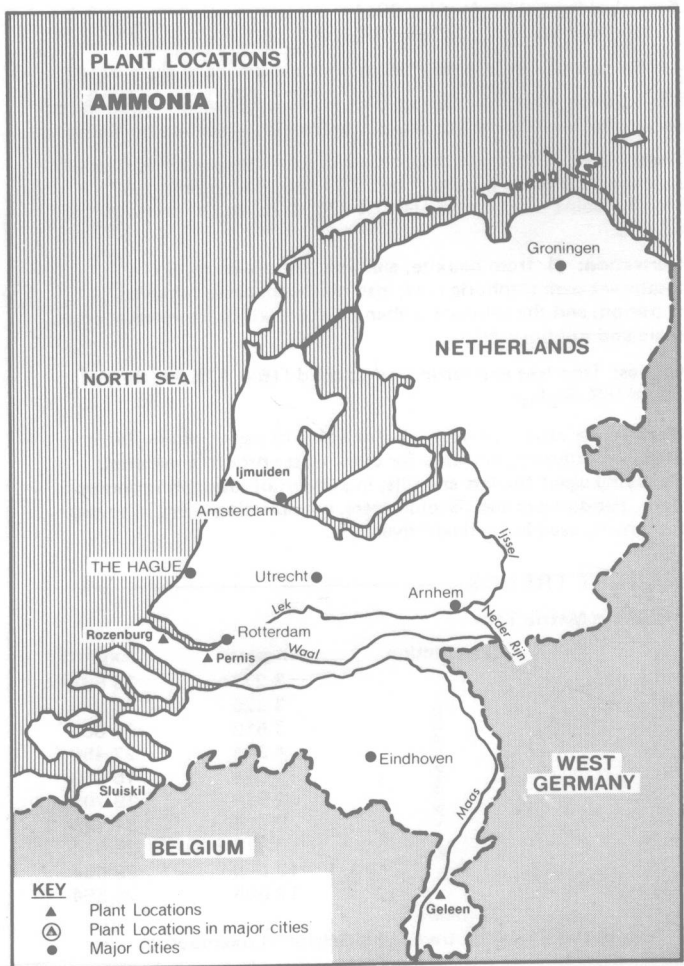 PLANT LOCATIONS
AMMONIA
Groningen
NETHERLANDS
NORTH SEA
Ijmuiden
Amsterdam
Ijssel
THE HAGUE
Utrecht
Arnhem
Lek
Neder Rijn
Rozenburg
Rotterdam
Waal
Pernis
Eindhoven
WEST
GERMANY
Sluiskil
Maas
BELGIUM
Geleen
KEY
Plant Locations
Plant Locations in major cities
Major Cities